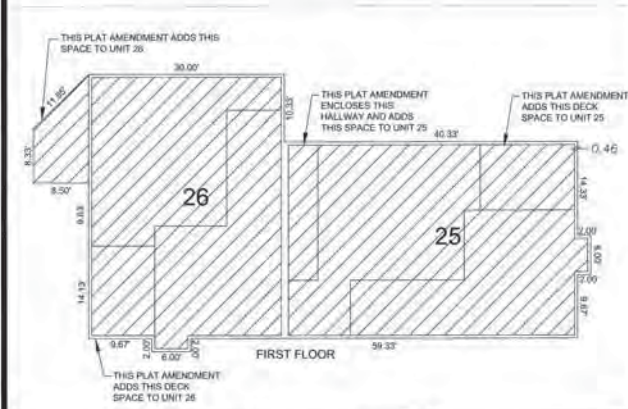 THIS PLAT AMENDMENT ADDS THIS
SPACE TO UNIT 26
30.00'
11.85'
8.33'
8.50'
10.33'
THIS PLAT AMENDMENT
ENCLOSES THIS
HALLWAY AND ADDS
THIS SPACE TO UNIT 25
THIS PLAT AMENDMENT
ADDS THIS DECK
SPACE TO UNIT 25
40.33'
0.46
14.33'
26
25
2.00'
6.00'
2.00'
9.67'
14.12'
9.67'
2.00'
6.00'
2.00'
FIRST FLOOR
59.33'
THIS PLAT AMENDMENT
ADDS THIS DECK
SPACE TO UNIT 26